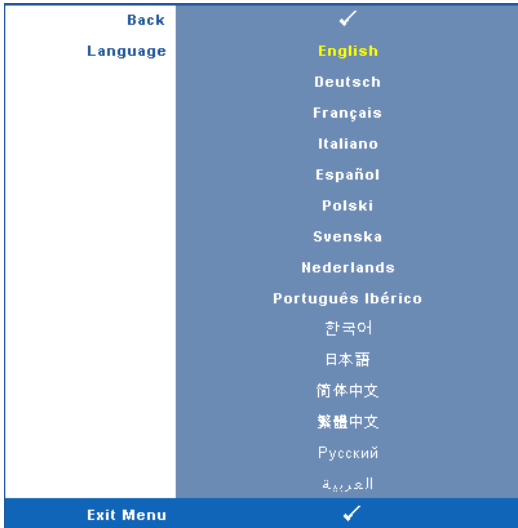 Back ✓
Language English
Deutsch
Français
Italiano
Español
Polski
Svenska
Nederlands
Português Ibérico
한국어
日本語
简体中文
繁體中文
Русский
العربية
Exit Menu ✓